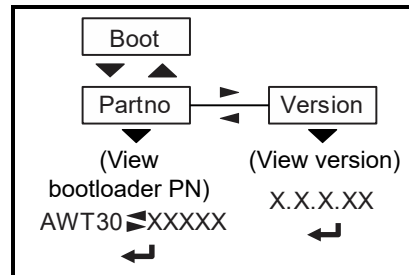 Boot
Partno Version
(View bootloader PN) (View version)
AWT30 XXXXX X.X.X.XX